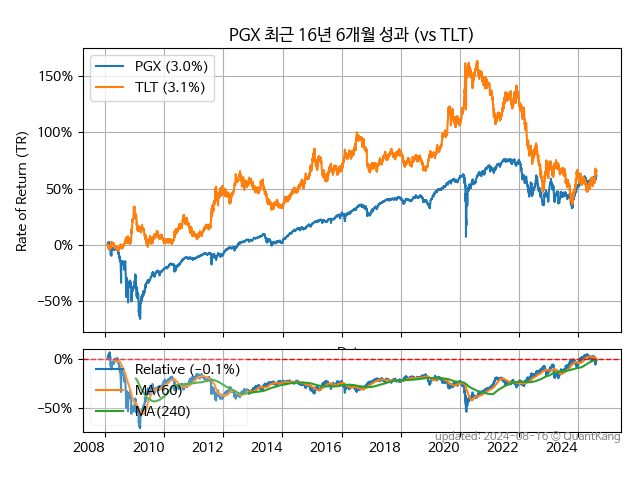 PGX 최근 16년 6개월 성과 (vs TLT)
PGX (3.0%)
TLT (3.1%)
Rate of Return (TR)
150%
100%
50%
0%
−50%
0%
−50%
Relative (−0.1%)
MA(60)
MA(240)
2008 2010 2012 2014 2016 2018 2020 2022 2024
updated: 2024-08-16 © QuantKang